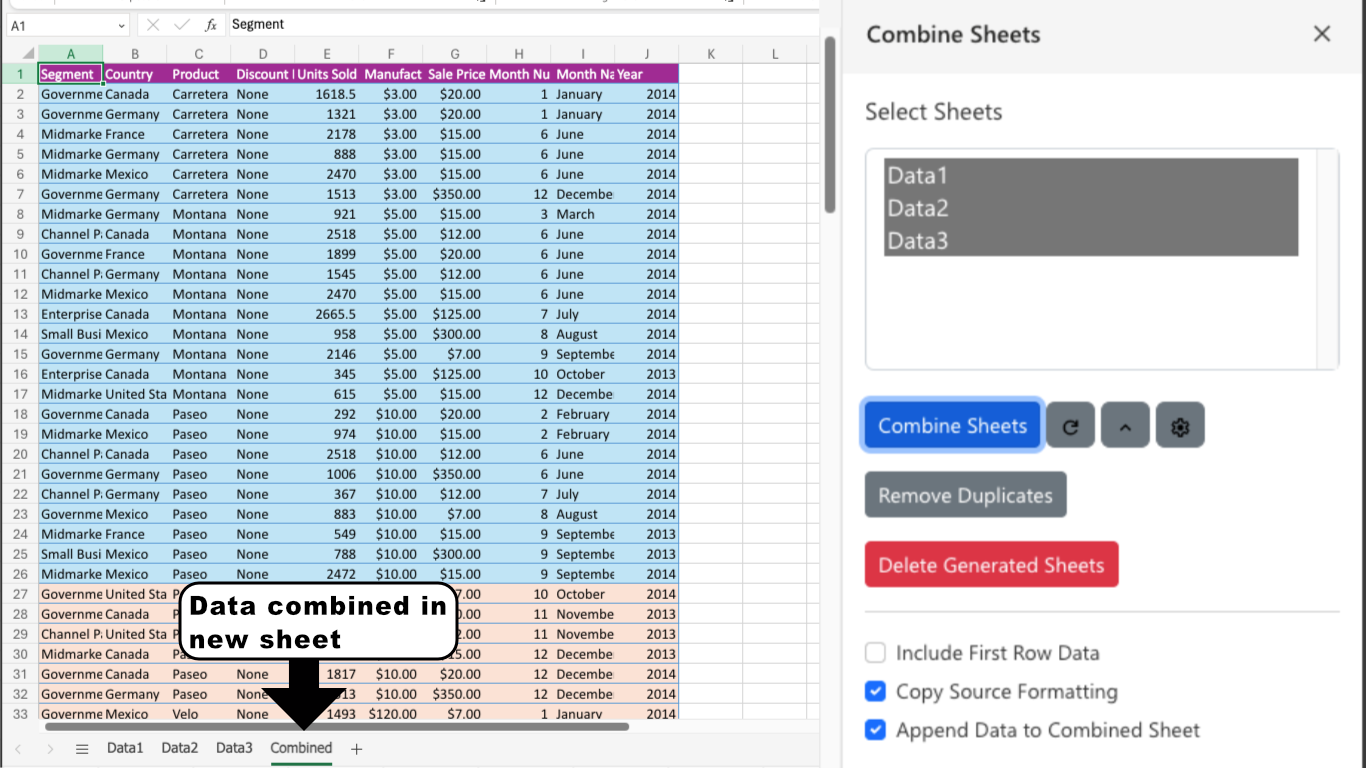 A1 fx Segment
A B C D E F G H I J K L
1 Segment Country Product Discount Units Sold Manufact Sale Price Month Nu Month Na Year
2 Governme Canada Carretera None 1618.5 $3.00 $20.00 1 January 2014
3 Governme Germany Carretera None 1321 $3.00 $20.00 1 January 2014
4 Midmarke France Carretera None 2178 $3.00 $15.00 6 June 2014
5 Midmarke Germany Carretera None 888 $3.00 $15.00 6 June 2014
6 Midmarke Mexico Carretera None 2470 $3.00 $15.00 6 June 2014
7 Governme Germany Carretera None 1513 $3.00 $350.00 12 Decembe 2014
8 Midmarke Germany Montana None 921 $5.00 $15.00 3 March 2014
9 Channel Pa Canada Montana None 2518 $5.00 $12.00 6 June 2014
10 Governme France Montana None 1899 $5.00 $20.00 6 June 2014
11 Channel Pa Germany Montana None 1545 $5.00 $12.00 6 June 2014
12 Midmarke Mexico Montana None 2470 $5.00 $15.00 6 June 2014
13 Enterprise Canada Montana None 2665.5 $5.00 $125.00 7 July 2014
14 Small Busi Mexico Montana None 958 $5.00 $300.00 8 August 2014
15 Governme Germany Montana None 2146 $5.00 $7.00 9 Septembe 2014
16 Enterprise Canada Montana None 345 $5.00 $125.00 10 October 2013
17 Midmarke United Sta Montana None 615 $5.00 $15.00 12 Decembe 2014
18 Governme Canada Paseo None 292 $10.00 $20.00 2 February 2014
19 Midmarke Mexico Paseo None 974 $10.00 $15.00 2 February 2014
20 Channel Pa Canada Paseo None 2518 $10.00 $12.00 6 June 2014
21 Governme Germany Paseo None 1006 $10.00 $350.00 6 June 2014
22 Channel Pa Germany Paseo None 367 $10.00 $12.00 7 July 2014
23 Governme Mexico Paseo None 883 $10.00 $7.00 8 August 2014
24 Midmarke France Paseo None 549 $10.00 $15.00 9 Septembe 2013
25 Small Busi Mexico Paseo None 788 $10.00 $300.00 9 Septembe 2013
26 Midmarke Mexico Paseo None 2472 $10.00 $15.00 9 Septembe 2014
27 Governme United Sta 7.00 10 October 2014
28 Governme Canada 11 Novembe 2013
29 Channel Pa United Sta 11 Novembe 2013
30 Midmarke Canada 12 Decembe 2013
31 Governme Canada Paseo None 1817 $10.00 $20.00 12 Decembe 2014
32 Governme Germany Paseo $10.00 $350.00 12 Decembe 2014
33 Governme Mexico Velo None 1493 $120.00 $7.00 1 January 2014
Data combined in
new sheet
Data1 Data2 Data3 Combined
Combine Sheets
Select Sheets
Data1
Data2
Data3
Combine Sheets
Remove Duplicates
Delete Generated Sheets
Include First Row Data
Copy Source Formatting
Append Data to Combined Sheet